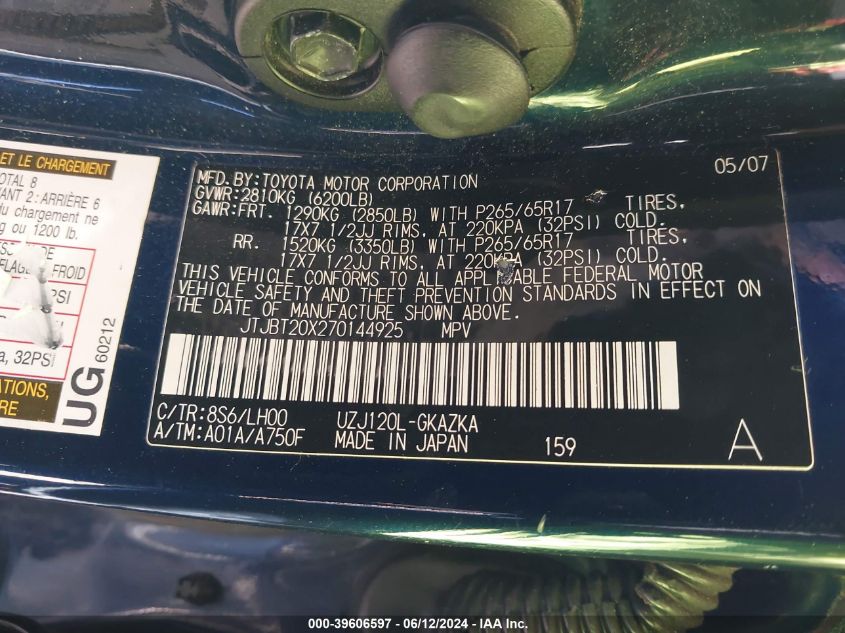 ET LE CHARGEMENT
OTAL 8
ANT 2: ARRIÈRE 6
du chargement ne
g ou 1200 lb.
FROID
PSI
a, 32PSI
ATIONS,
RE.
UG
60212
MFD. BY: TOYOTA MOTOR CORPORATION 05/07
GVWR: 2810KG (6200LB)
GAWR: FRT. 1290KG (2850LB) WITH P265/65R17 TIRES,
17X7 1/2JJ RIMS, AT 220KPA (32PSI) COLD.
RR. 1520KG (3350LB) WITH P265/65R17 TIRES,
17X7 1/2JJ RIMS, AT 220KPA (32PSI) COLD.
THIS VEHICLE CONFORMS TO ALL APPLICABLE FEDERAL MOTOR
VEHICLE SAFETY AND THEFT PREVENTION STANDARDS IN EFFECT ON
THE DATE OF MANUFACTURE SHOWN ABOVE.
JTJBT20X270144925 MPV
C/TR: 8S6/LH00 UZJ120L-GKAZKA
A/TM: A01A/A750F MADE IN JAPAN 159 A
000-39606597 - 06/12/2024 - IAA Inc.